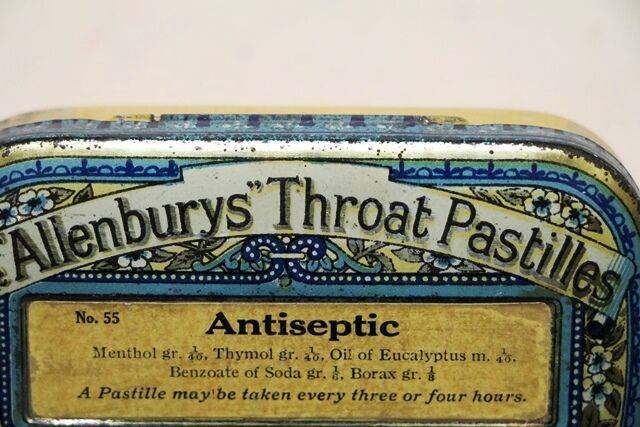 "Allenburys" Throat Pastilles
No. 55
Antiseptic
Menthol gr. 1/40, Thymol gr. 1/40, Oil of Eucalyptus m. 1/40,
Benzoate of Soda gr. 1/6, Borax gr. 1/8
A Pastille may be taken every three or four hours.